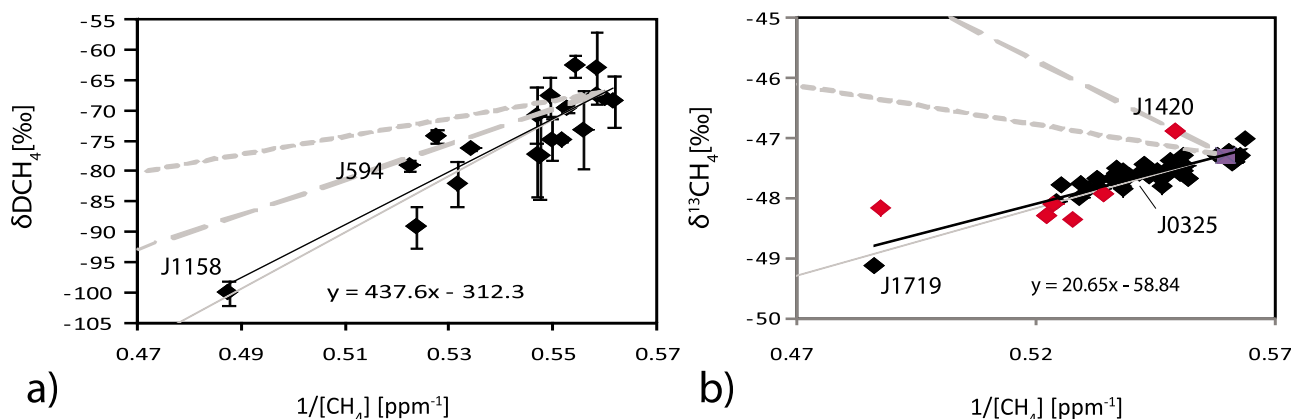 -55
-60
-65
-70
-75
-80
-85
-90
-95
-100
-105
δDCH₄[‰]
J594
J1158
y = 437.6x - 312.3
0.47
0.49
0.51
0.53
0.55
0.57
a)
1/[CH₄] [ppm⁻¹]
-45
-46
-47
-48
-49
-50
δ¹³CH₄[‰]
J1420
J0325
J1719
y = 20.65x - 58.84
0.47
0.52
0.57
b)
1/[CH₄] [ppm⁻¹]